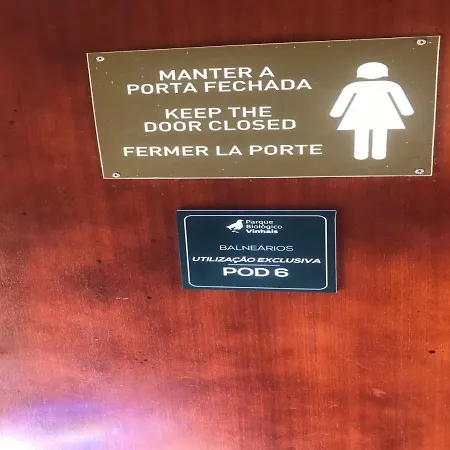 MANTER A
PORTA FECHADA
KEEP THE
DOOR CLOSED
FERMER LA PORTE
Parque
Biológico
Vinhais
BALNEÁRIOS
UTILIZAÇÃO EXCLUSIVA
POD 6